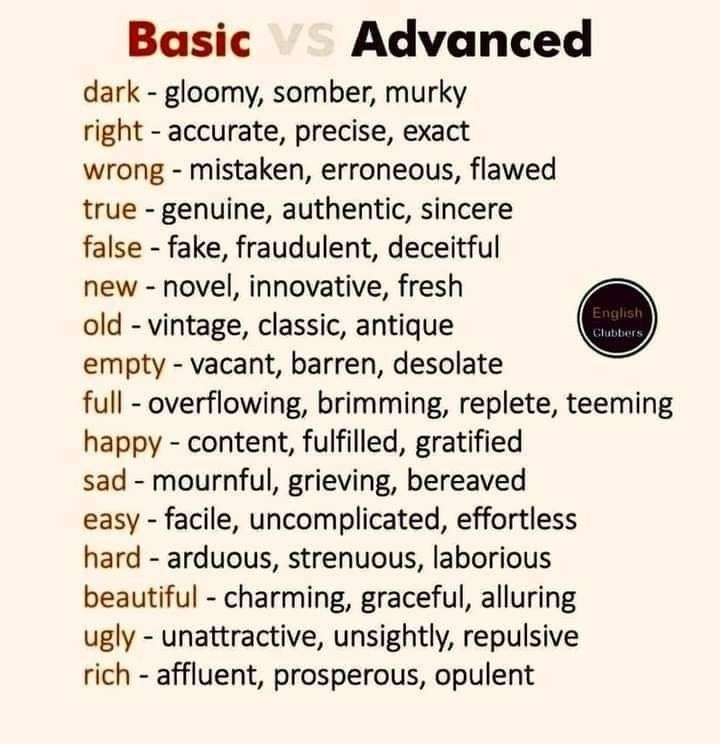 Basic VS Advanced
dark - gloomy, somber, murky
right - accurate, precise, exact
wrong - mistaken, erroneous, flawed
true - genuine, authentic, sincere
false - fake, fraudulent, deceitful
new - novel, innovative, fresh
old - vintage, classic, antique
empty - vacant, barren, desolate
full - overflowing, brimming, replete, teeming
happy - content, fulfilled, gratified
sad - mournful, grieving, bereaved
easy - facile, uncomplicated, effortless
hard - arduous, strenuous, laborious
beautiful - charming, graceful, alluring
ugly - unattractive, unsightly, repulsive
rich - affluent, prosperous, opulent
English
Clubbers